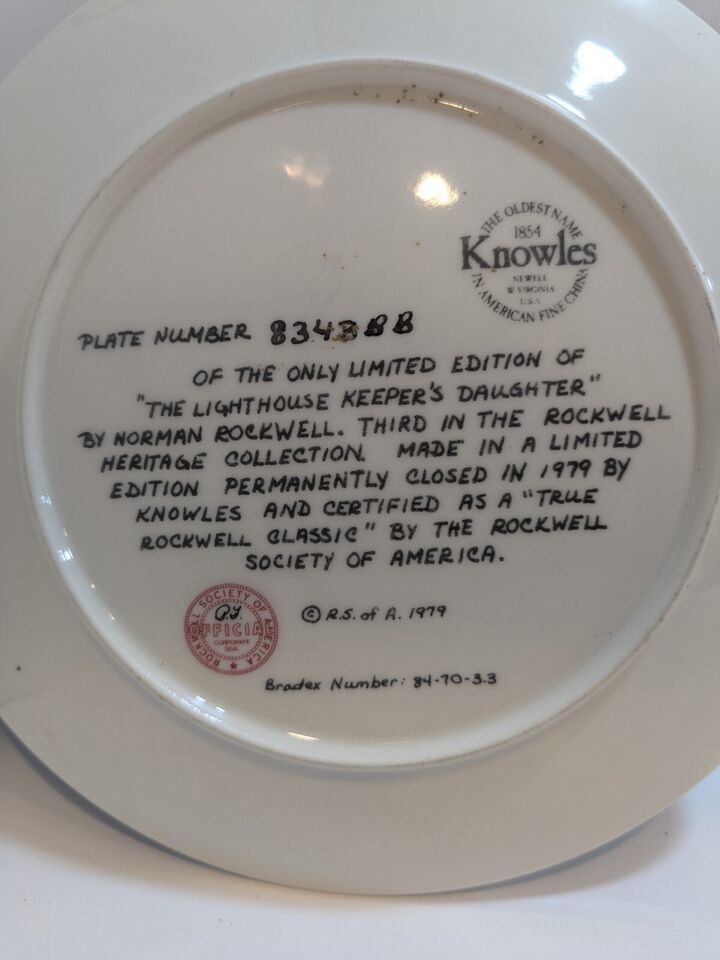 THE OLDEST NAME
1854
Knowles
NEWELL
W VIRGINIA
USA
IN AMERICAN FINE CHINA
PLATE NUMBER 8343BB
OF THE ONLY LIMITED EDITION OF
"THE LIGHTHOUSE KEEPER'S DAUGHTER"
BY NORMAN ROCKWELL. THIRD IN THE ROCKWELL
HERITAGE COLLECTION. MADE IN A LIMITED
EDITION PERMANENTLY CLOSED IN 1979 BY
KNOWLES AND CERTIFIED AS A "TRUE
ROCKWELL CLASSIC" BY THE ROCKWELL
SOCIETY OF AMERICA.
ROCKWELL SOCIETY OF AMERICA
OFFICIAL
CORPORATE
SEAL
© R.S. of A. 1979
Bradex Number: 84-70-3.3